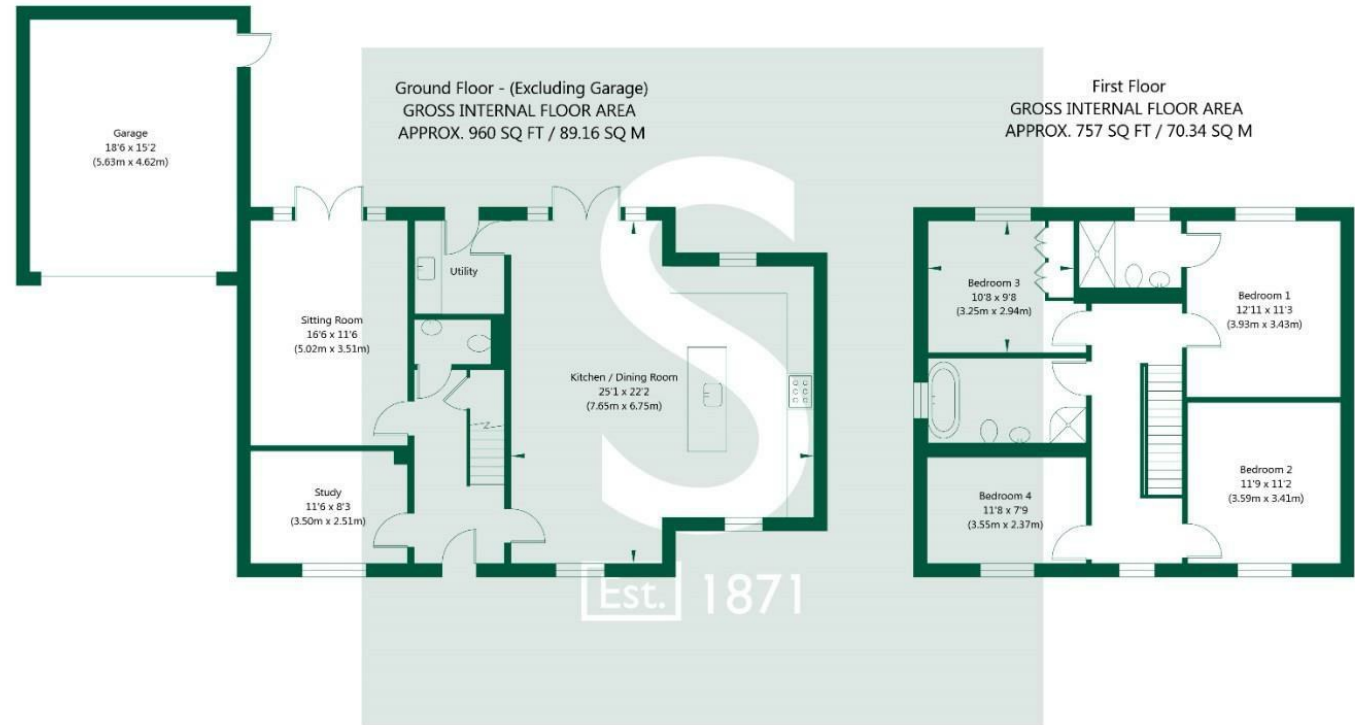 Ground Floor - (Excluding Garage)
GROSS INTERNAL FLOOR AREA
APPROX. 960 SQ FT / 89.16 SQ M
First Floor
GROSS INTERNAL FLOOR AREA
APPROX. 757 SQ FT / 70.34 SQ M
Garage
18'6 x 15'2
(5.63m x 4.62m)
Utility
Sitting Room
16'6 x 11'6
(5.02m x 3.51m)
Kitchen / Dining Room
25'1 x 22'2
(7.65m x 6.75m)
Study
11'6 x 8'3
(3.50m x 2.51m)
Bedroom 3
10'8 x 9'8
(3.25m x 2.94m)
Bedroom 1
12'11 x 11'3
(3.93m x 3.43m)
Bedroom 4
11'8 x 7'9
(3.55m x 2.37m)
Bedroom 2
11'9 x 11'2
(3.59m x 3.41m)
S
Est. 1871